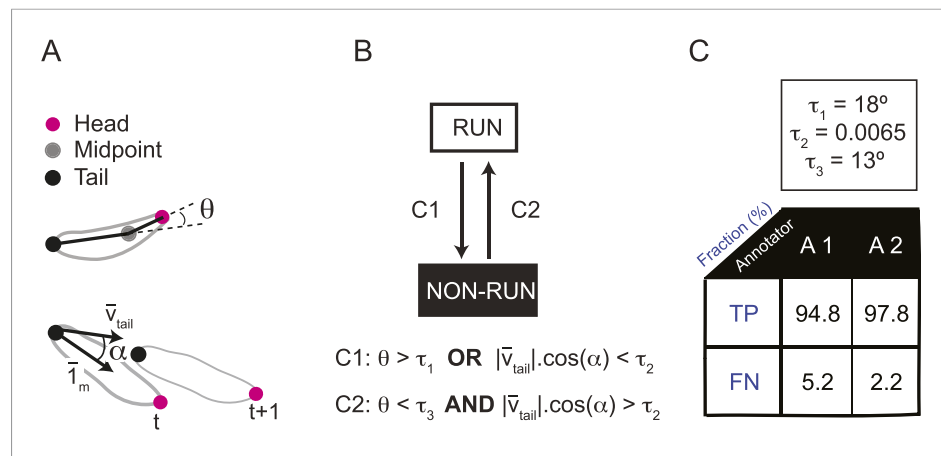 A
Head
Midpoint
Tail
θ
v̅tail
α
1̅m
t
t+1
B
RUN
C1
C2
NON-RUN
C1: θ > τ1 OR |v̅tail|.cos(α) < τ2
C2: θ < τ3 AND |v̅tail|.cos(α) > τ2
C
τ1 = 18º
τ2 = 0.0065
τ3 = 13º
Fraction (%)
Annotator
A 1
A 2
TP
94.8
97.8
FN
5.2
2.2